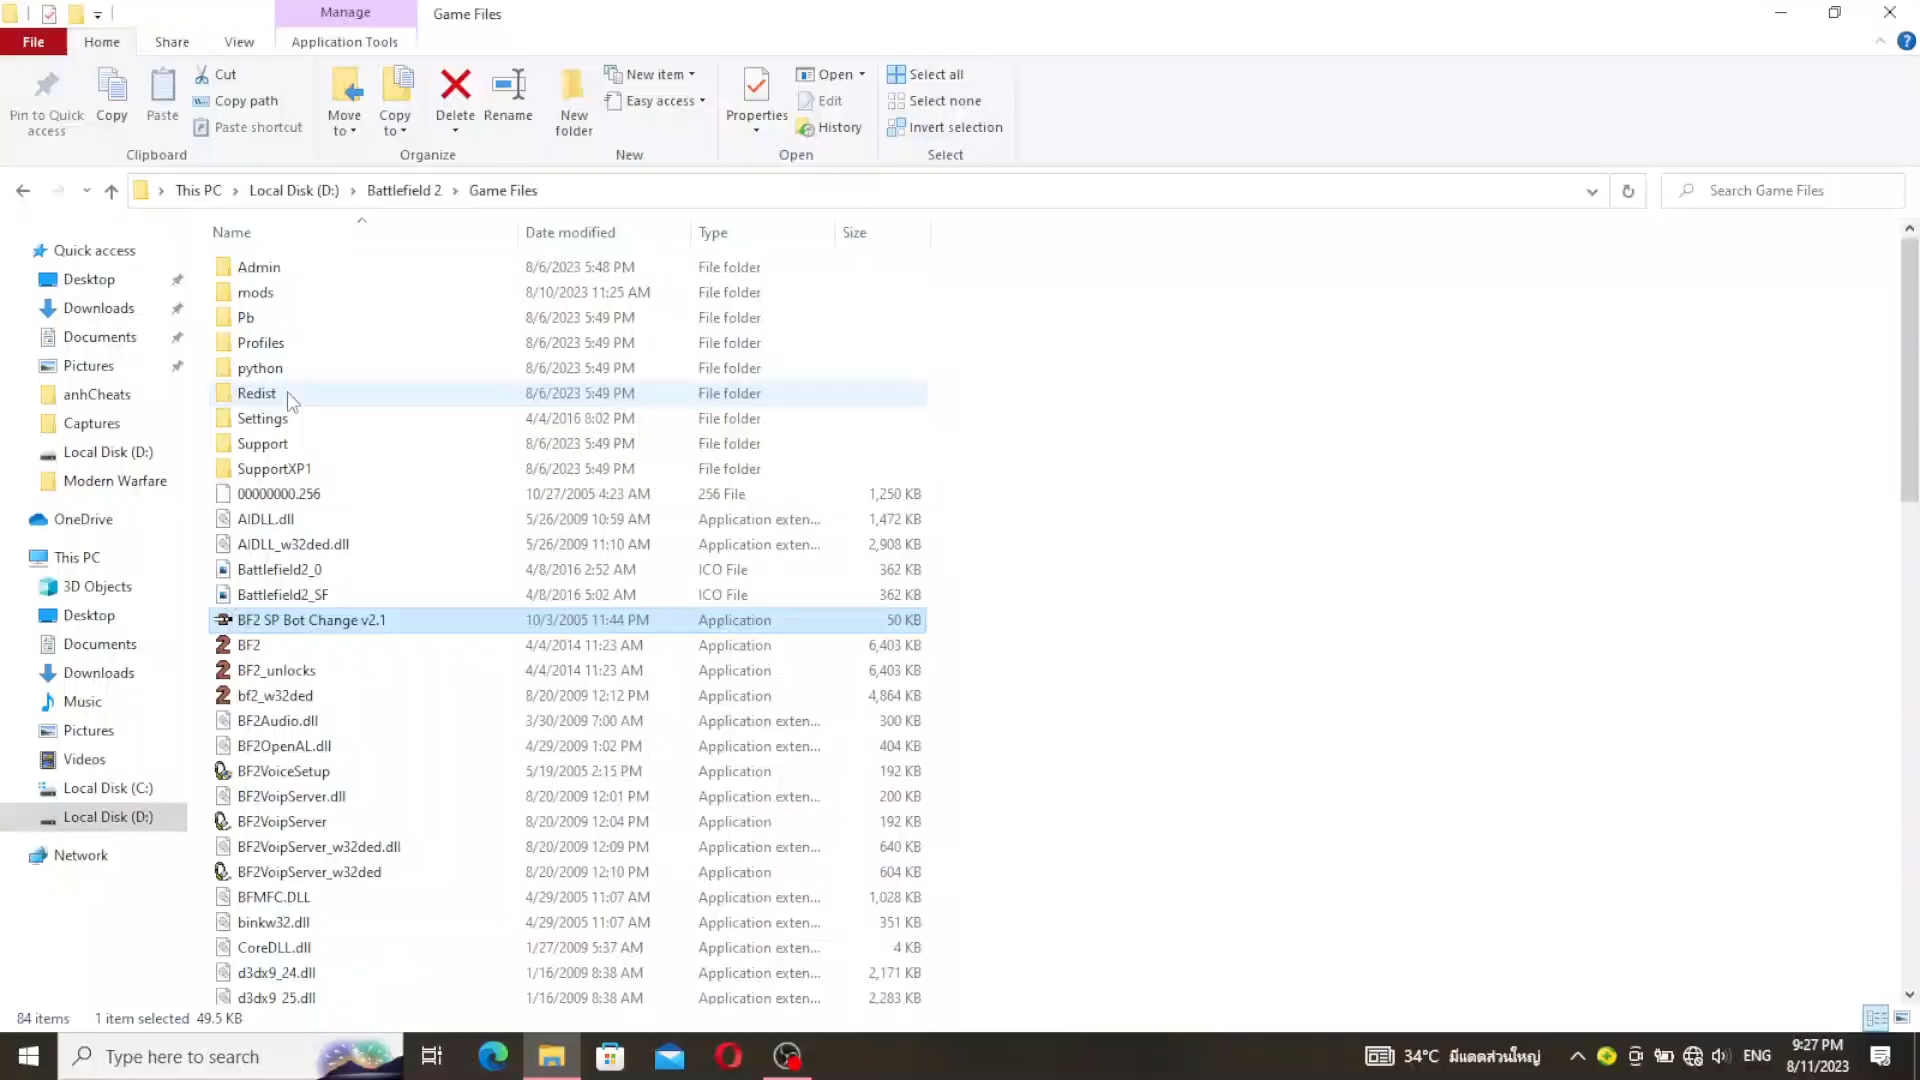 Manage
Game Files
File
Home
Share
View
Application Tools
Pin to Quick access
Copy
Paste
Cut
Copy path
Paste shortcut
Clipboard
Move to
Copy to
Delete
Rename
Organize
New folder
New item
Easy access
New
Properties
Open
Edit
History
Open
Select all
Select none
Invert selection
Select
This PC > Local Disk (D:) > Battlefield 2 > Game Files
Search Game Files
Quick access
Desktop
Downloads
Documents
Pictures
anhCheats
Captures
Local Disk (D:)
Modern Warfare
OneDrive
This PC
3D Objects
Desktop
Documents
Downloads
Music
Pictures
Videos
Local Disk (C:)
Local Disk (D:)
Network
Name Date modified Type Size
Admin 8/6/2023 5:48 PM File folder
mods 8/10/2023 11:25 AM File folder
Pb 8/6/2023 5:49 PM File folder
Profiles 8/6/2023 5:49 PM File folder
python 8/6/2023 5:49 PM File folder
Redist 8/6/2023 5:49 PM File folder
Settings 4/4/2016 8:02 PM File folder
Support 8/6/2023 5:49 PM File folder
SupportXP1 8/6/2023 5:49 PM File folder
00000000.256 10/27/2005 4:23 AM 256 File 1,250 KB
AIDLL.dll 5/26/2009 10:59 AM Application exten... 1,472 KB
AIDLL_w32ded.dll 5/26/2009 11:10 AM Application exten... 2,908 KB
Battlefield2_0 4/8/2016 2:52 AM ICO File 362 KB
Battlefield2_SF 4/8/2016 5:02 AM ICO File 362 KB
BF2 SP Bot Change v2.1 10/3/2005 11:44 PM Application 50 KB
BF2 4/4/2014 11:23 AM Application 6,403 KB
BF2_unlocks 4/4/2014 11:23 AM Application 6,403 KB
bf2_w32ded 8/20/2009 12:12 PM Application 4,864 KB
BF2Audio.dll 3/30/2009 7:00 AM Application exten... 300 KB
BF2OpenAL.dll 4/29/2009 1:02 PM Application exten... 404 KB
BF2VoiceSetup 5/19/2005 2:15 PM Application 192 KB
BF2VoipServer.dll 8/20/2009 12:01 PM Application exten... 200 KB
BF2VoipServer 8/20/2009 12:04 PM Application 192 KB
BF2VoipServer_w32ded.dll 8/20/2009 12:09 PM Application exten... 640 KB
BF2VoipServer_w32ded 8/20/2009 12:10 PM Application 604 KB
BFMFC.DLL 4/29/2005 11:07 AM Application exten... 1,028 KB
binkw32.dll 4/29/2005 11:07 AM Application exten... 351 KB
CoreDLL.dll 1/27/2009 5:37 AM Application exten... 4 KB
d3dx9_24.dll 1/16/2009 8:38 AM Application exten... 2,171 KB
d3dx9_25.dll 1/16/2009 8:38 AM Application exten... 2,283 KB
84 items 1 item selected 49.5 KB
Type here to search
34°C มีแดดส่วนใหญ่
ENG
9:27 PM
8/11/2023